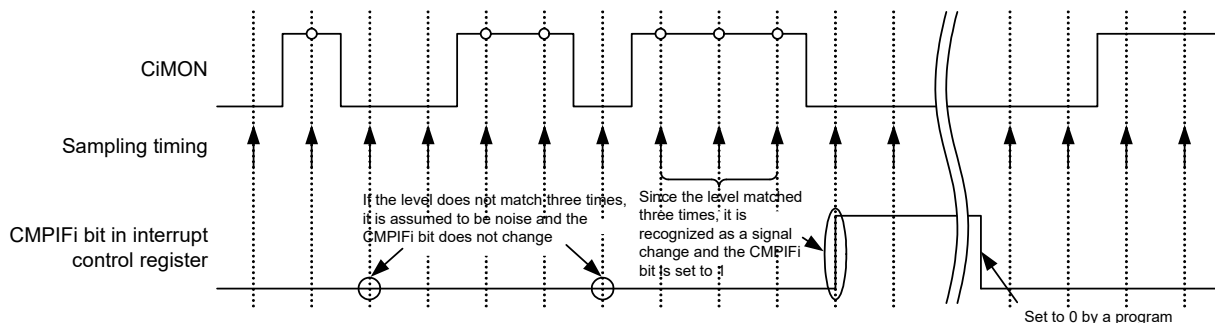 CiMON
Sampling timing
If the level does not match three times,
it is assumed to be noise and the
CMPIFi bit does not change
Since the level matched
three times, it is
recognized as a signal
change and the CMPIFi
bit is set to 1
CMPIFi bit in interrupt
control register
Set to 0 by a program